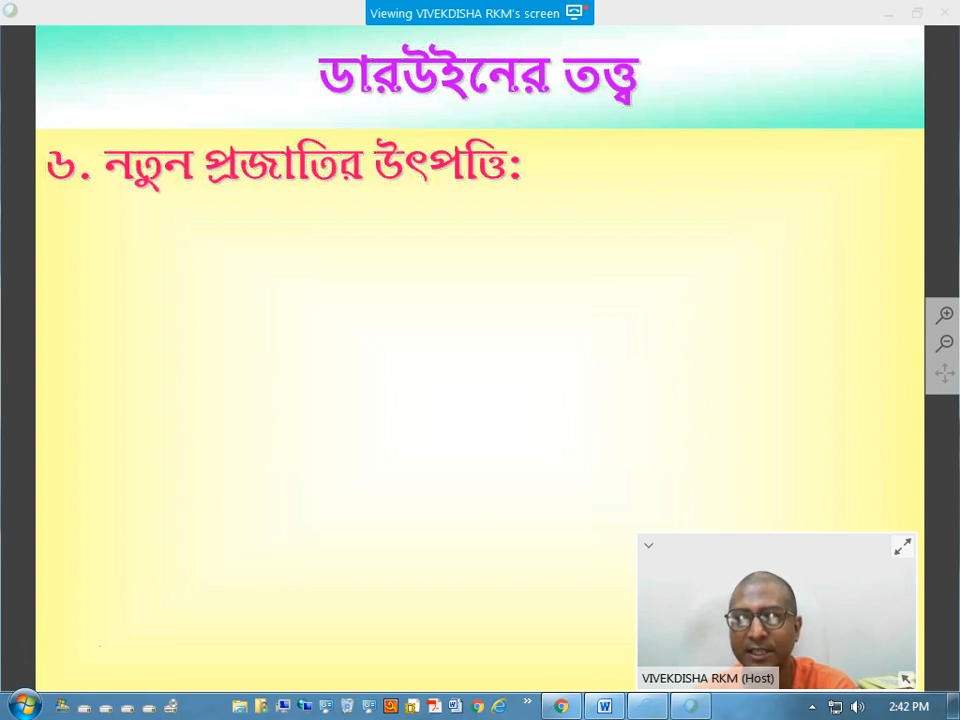 Viewing VIVEKDISHA RKM's screen
ডারউইনের তত্ত্ব
৬. নতুন প্রজাতির উৎপত্তি:
VIVEKDISHA RKM (Host)
2:42 PM